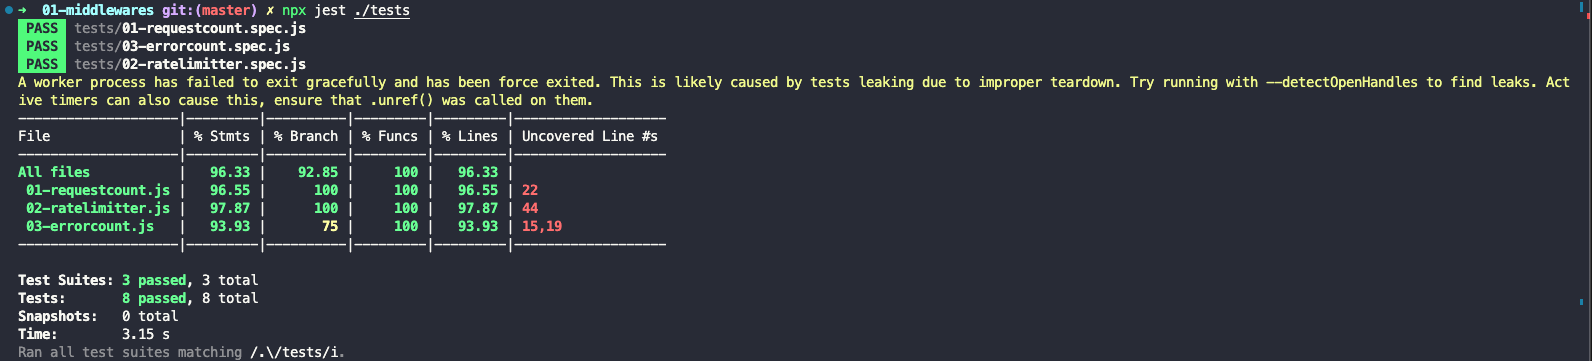 → 01-middlewares git:(master) ✗ npx jest ./tests
PASS tests/01-requestcount.spec.js
PASS tests/03-errorcount.spec.js
PASS tests/02-ratelimitter.spec.js
A worker process has failed to exit gracefully and has been force exited. This is likely caused by tests leaking due to improper teardown. Try running with --detectOpenHandles to find leaks. Act
ive timers can also cause this, ensure that .unref() was called on them.
--------------------|---------|----------|---------|---------|-------------------
File                | % Stmts | % Branch | % Funcs | % Lines | Uncovered Line #s
--------------------|---------|----------|---------|---------|-------------------
All files           |   96.33 |    92.85 |     100 |   96.33 |
 01-requestcount.js |   96.55 |      100 |     100 |   96.55 | 22
 02-ratelimitter.js |   97.87 |      100 |     100 |   97.87 | 44
 03-errorcount.js   |   93.93 |       75 |     100 |   93.93 | 15,19
--------------------|---------|----------|---------|---------|-------------------
Test Suites: 3 passed, 3 total
Tests:       8 passed, 8 total
Snapshots:   0 total
Time:        3.15 s
Ran all test suites matching /.\/tests/i.